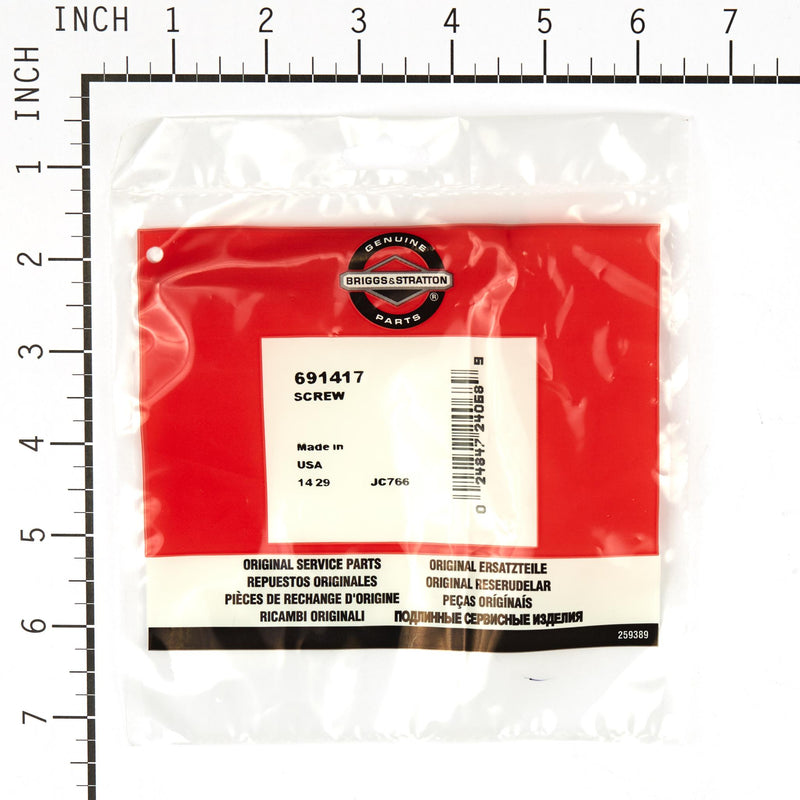 INCH 1 2 3 4 5 6 7
INCH
1
2
3
4
5
6
7
GENUINE
BRIGGS&STRATTON
®
PARTS
691417
SCREW
Made in
USA
14 29 JC766
0 24847 24068 9
ORIGINAL SERVICE PARTS
REPUESTOS ORIGINALES
PIÈCES DE RECHANGE D'ORIGINE
RICAMBI ORIGINALI
ORIGINAL ERSATZTEILE
ORIGINAL RESERUDELAR
PEÇAS ORÍGÍNAÍS
ПОДЛИННЫЕ СЕРВИСНЫЕ ИЗДЕЛИЯ
259389